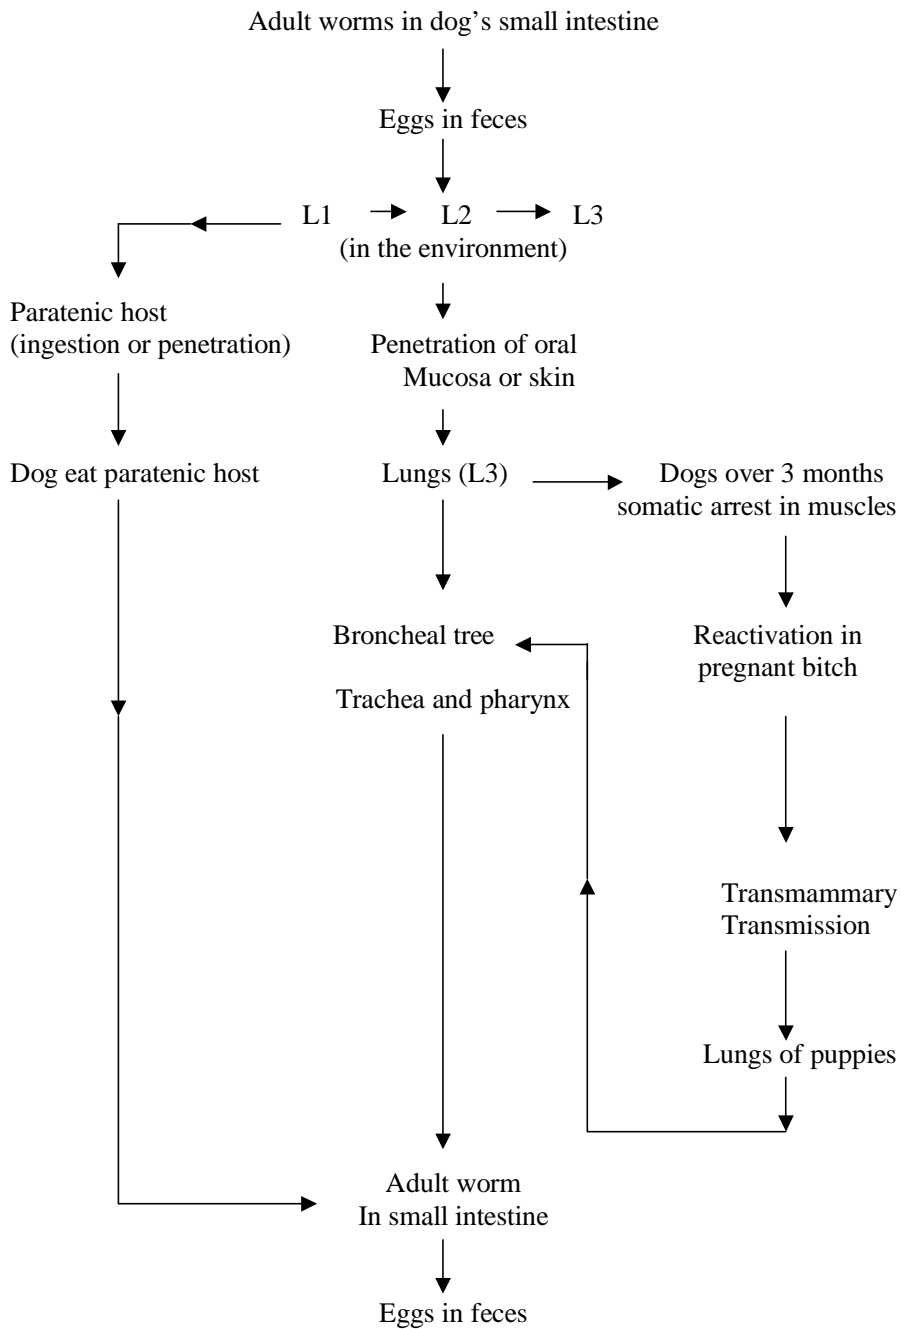 Adult worms in dog’s small intestine
Eggs in feces
L1 L2 L3
(in the environment)
Paratenic host
(ingestion or penetration)
Penetration of oral
Mucosa or skin
Dog eat paratenic host
Lungs (L3)
Dogs over 3 months
somatic arrest in muscles
Broncheal tree
Reactivation in
pregnant bitch
Trachea and pharynx
Transmammary
Transmission
Lungs of puppies
Adult worm
In small intestine
Eggs in feces